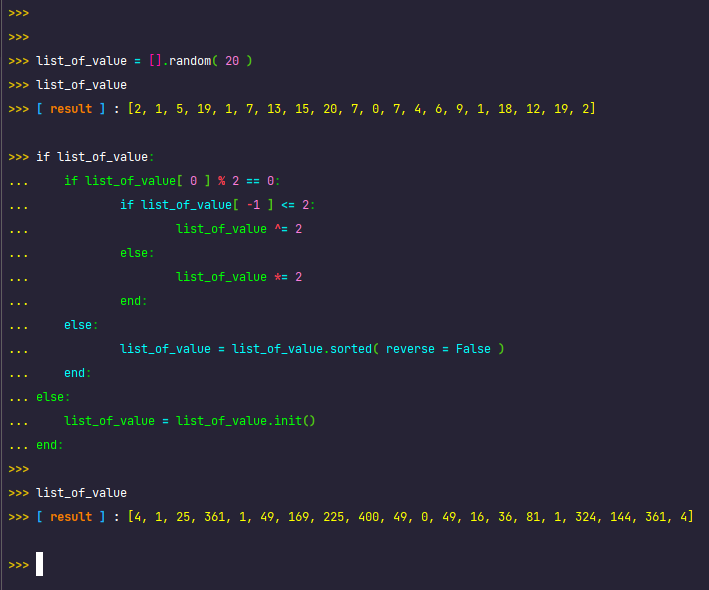 >>>
>>>
>>> list_of_value = [].random( 20 )
>>> list_of_value
>>> [ result ] : [2, 1, 5, 19, 1, 7, 13, 15, 20, 7, 0, 7, 4, 6, 9, 1, 18, 12, 19, 2]
>>> if list_of_value:
...     if list_of_value[ 0 ] % 2 == 0:
...             if list_of_value[ -1 ] <= 2:
...                     list_of_value ^= 2
...             else:
...                     list_of_value *= 2
...             end:
...     else:
...             list_of_value = list_of_value.sorted( reverse = False )
...     end:
... else:
...     list_of_value = list_of_value.init()
... end:
>>>
>>> list_of_value
>>> [ result ] : [4, 1, 25, 361, 1, 49, 169, 225, 400, 49, 0, 49, 16, 36, 81, 1, 324, 144, 361, 4]
>>>